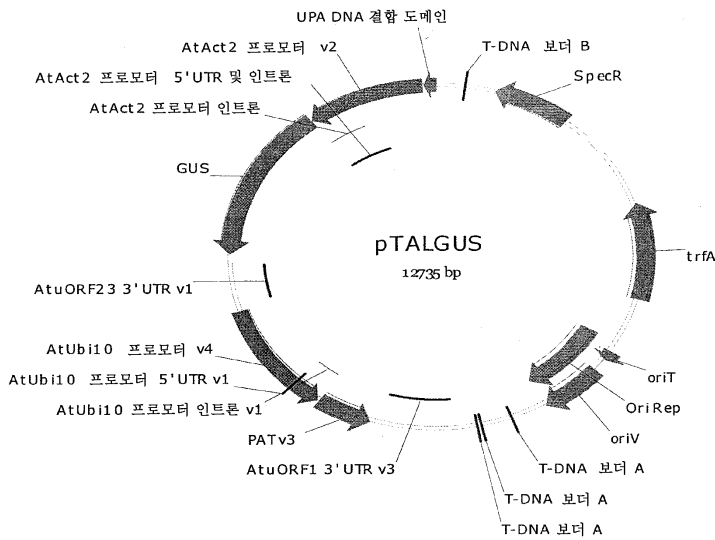 UPA DNA 결합 도메인
AtAct2 프로모터 v2
T-DNA 보더 B
AtAct2 프로모터 5'UTR 및 인트론
SpecR
AtAct2 프로모터 인트론
GUS
pTALGUS
12735 bp
trfA
AtuORF23 3'UTR v1
AtUbi10 프로모터 v4
AtUbi10 프로모터 5'UTR v1
oriT
AtUbi10 프로모터 인트론 v1
Ori Rep
PATv3
oriV
AtuORF1 3'UTR v3
T-DNA 보더 A
T-DNA 보더 A
T-DNA 보더 A